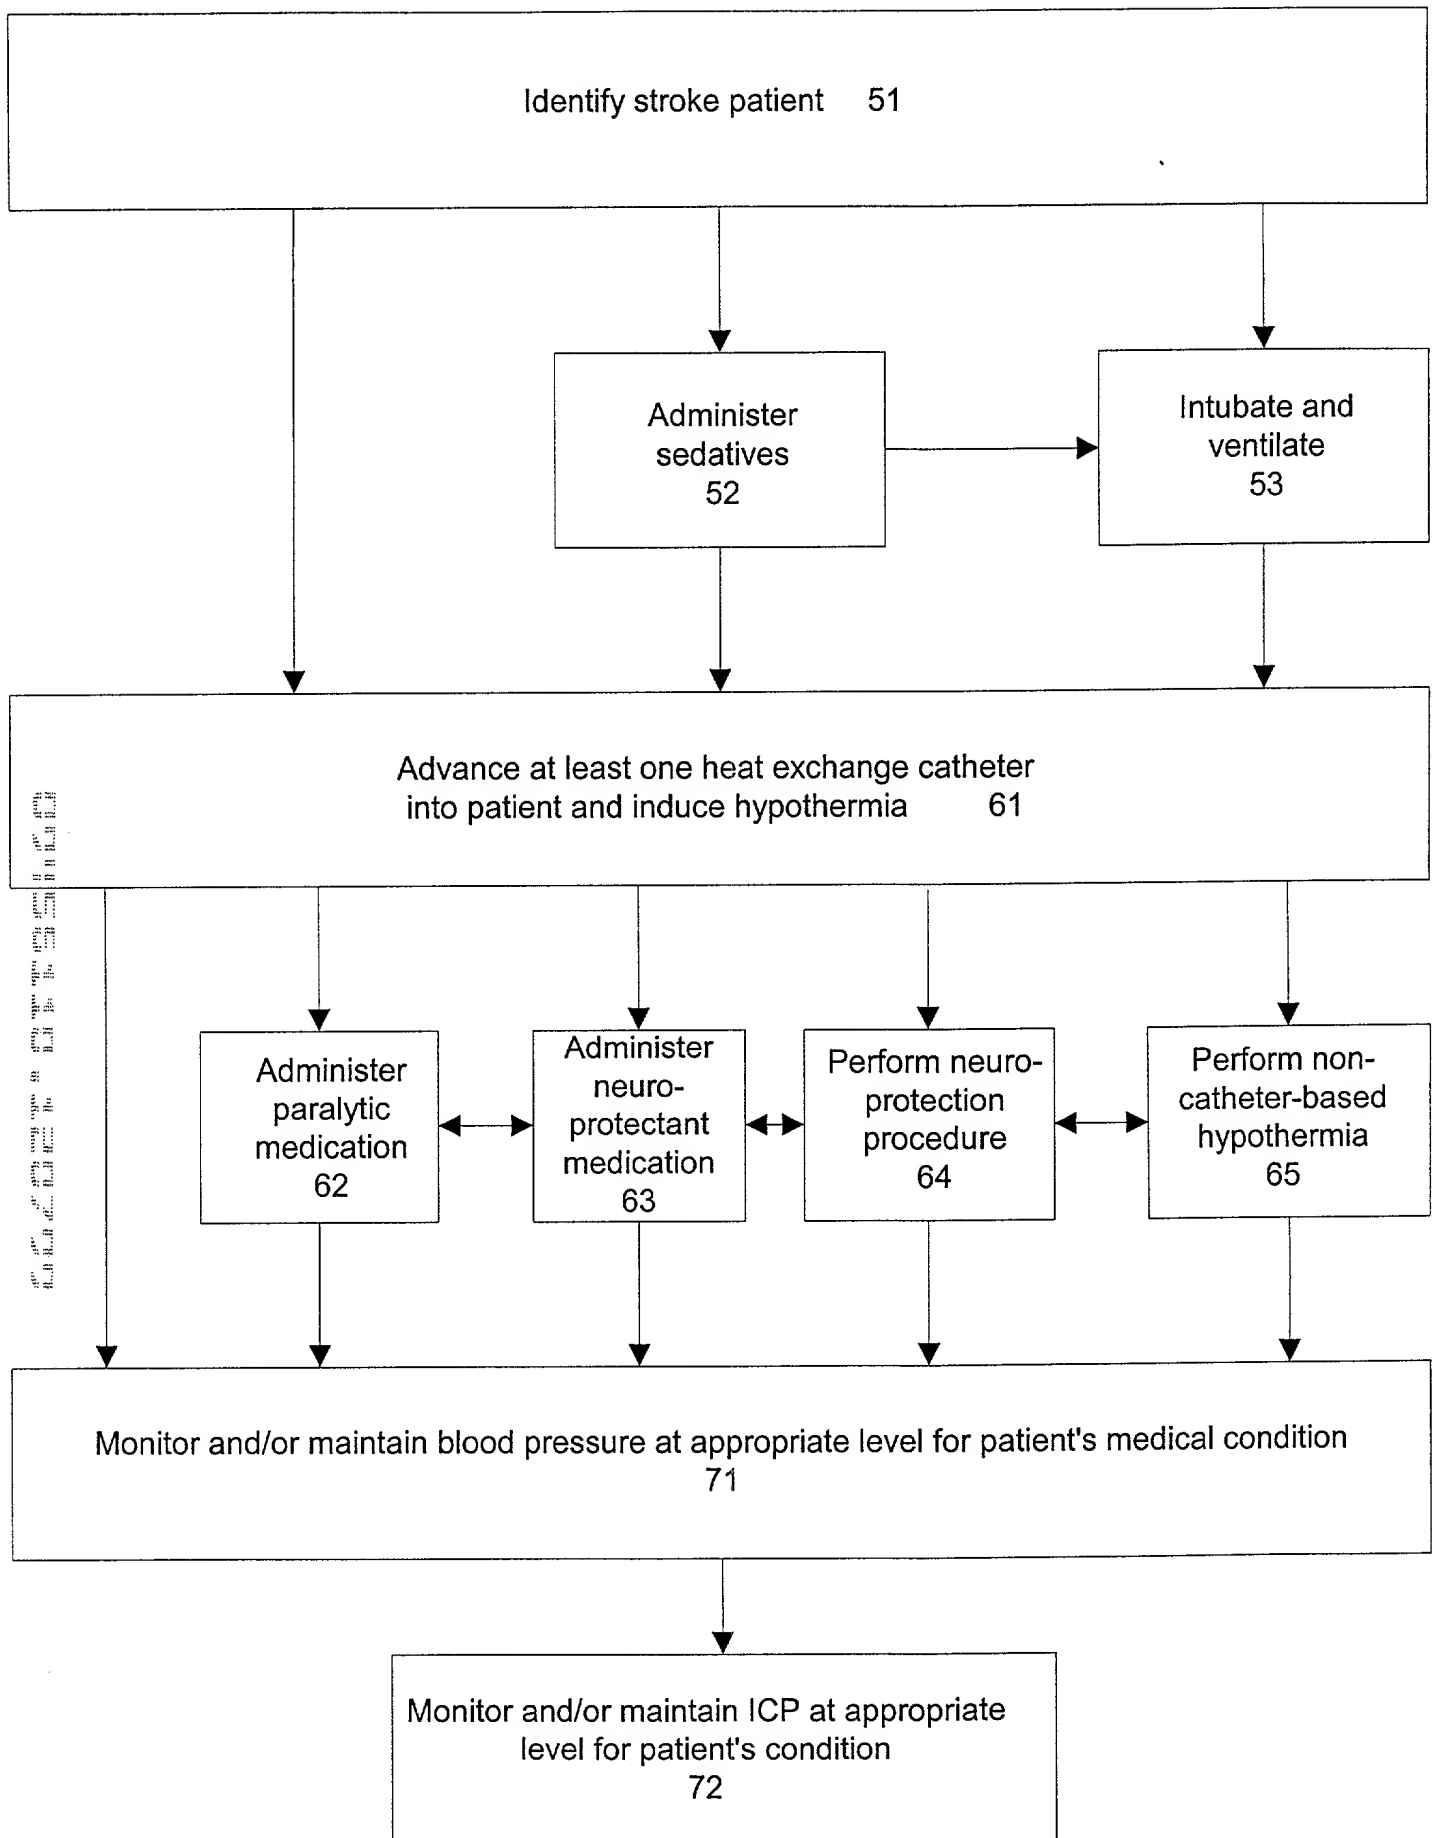 Identify stroke patient 51
Administer
sedatives
52
Intubate and
ventilate
53
Advance at least one heat exchange catheter
into patient and induce hypothermia 61
Administer
paralytic
medication
62
Administer
neuro-
protectant
medication
63
Perform neuro-
protection
procedure
64
Perform non-
catheter-based
hypothermia
65
Monitor and/or maintain blood pressure at appropriate level for patient's medical condition
71
Monitor and/or maintain ICP at appropriate
level for patient's condition
72